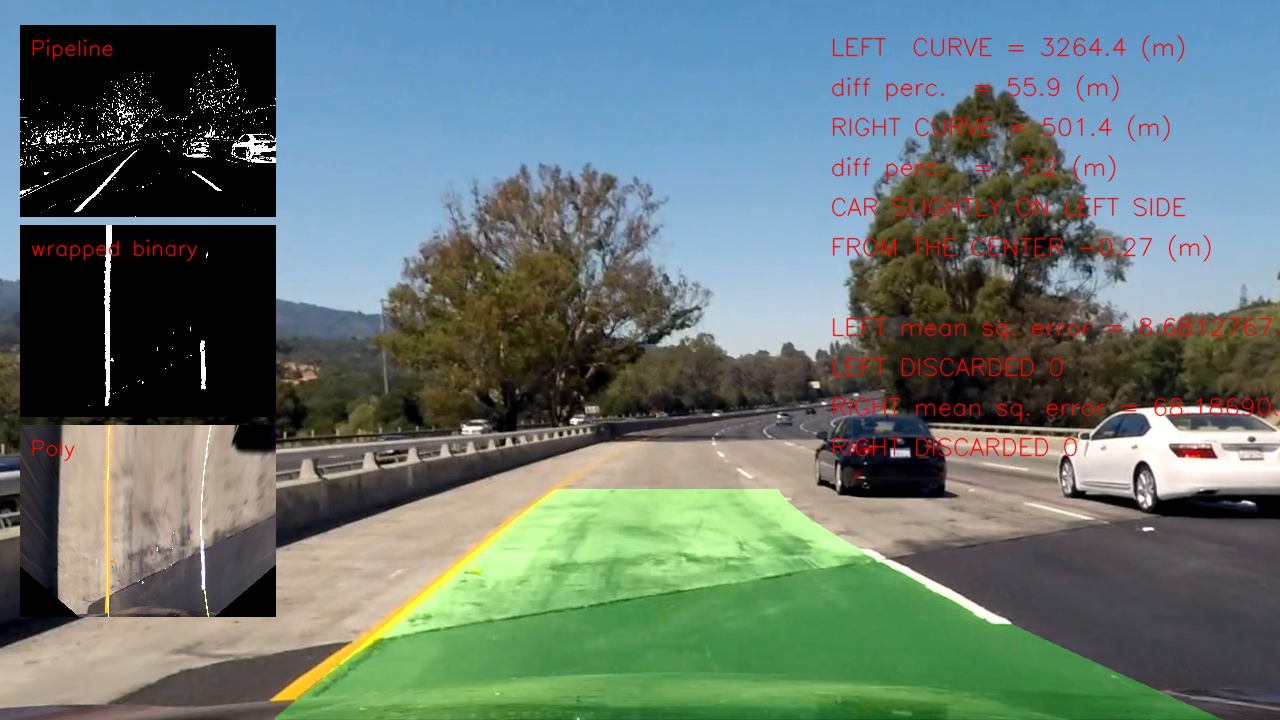 Pipeline
wrapped binary
Poly
LEFT CURVE = 3264.4 (m)
diff perc. = 55.9 (m)
RIGHT CURVE = 501.4 (m)
diff perc. = 7.2 (m)
CAR SLIGHTLY ON LEFT SIDE
FROM THE CENTER -0.27 (m)
LEFT mean sq. error = 8.6812767
LEFT DISCARDED 0
RIGHT mean sq. error = 68.18690
RIGHT DISCARDED 0